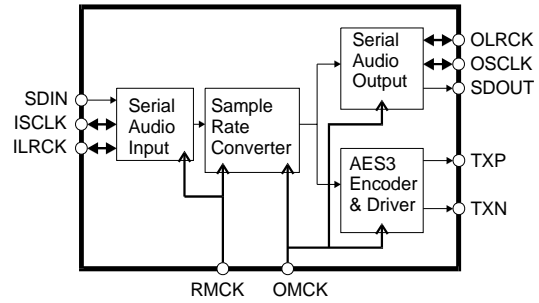 SDIN
ISCLK
ILRCK
Serial
Audio
Input
Sample
Rate
Converter
Serial
Audio
Output
AES3
Encoder
& Driver
OLRCK
OSCLK
SDOUT
TXP
TXN
RMCK
OMCK